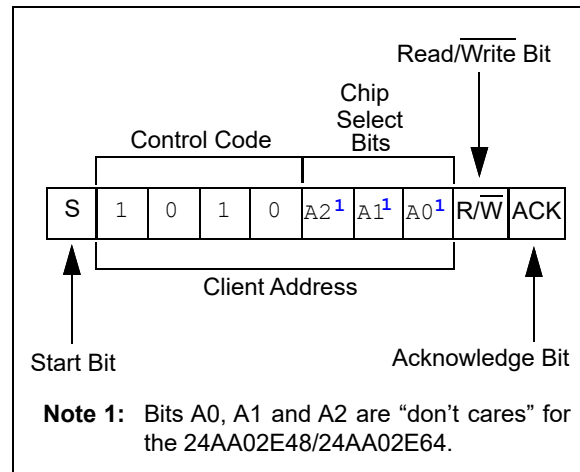 Read/Write Bit
Chip
Select
Bits
Control Code
S 1 0 1 0 A2¹ A1¹ A0¹ R/W ACK
Client Address
Start Bit
Acknowledge Bit
Note 1: Bits A0, A1 and A2 are “don’t cares” for
the 24AA02E48/24AA02E64.